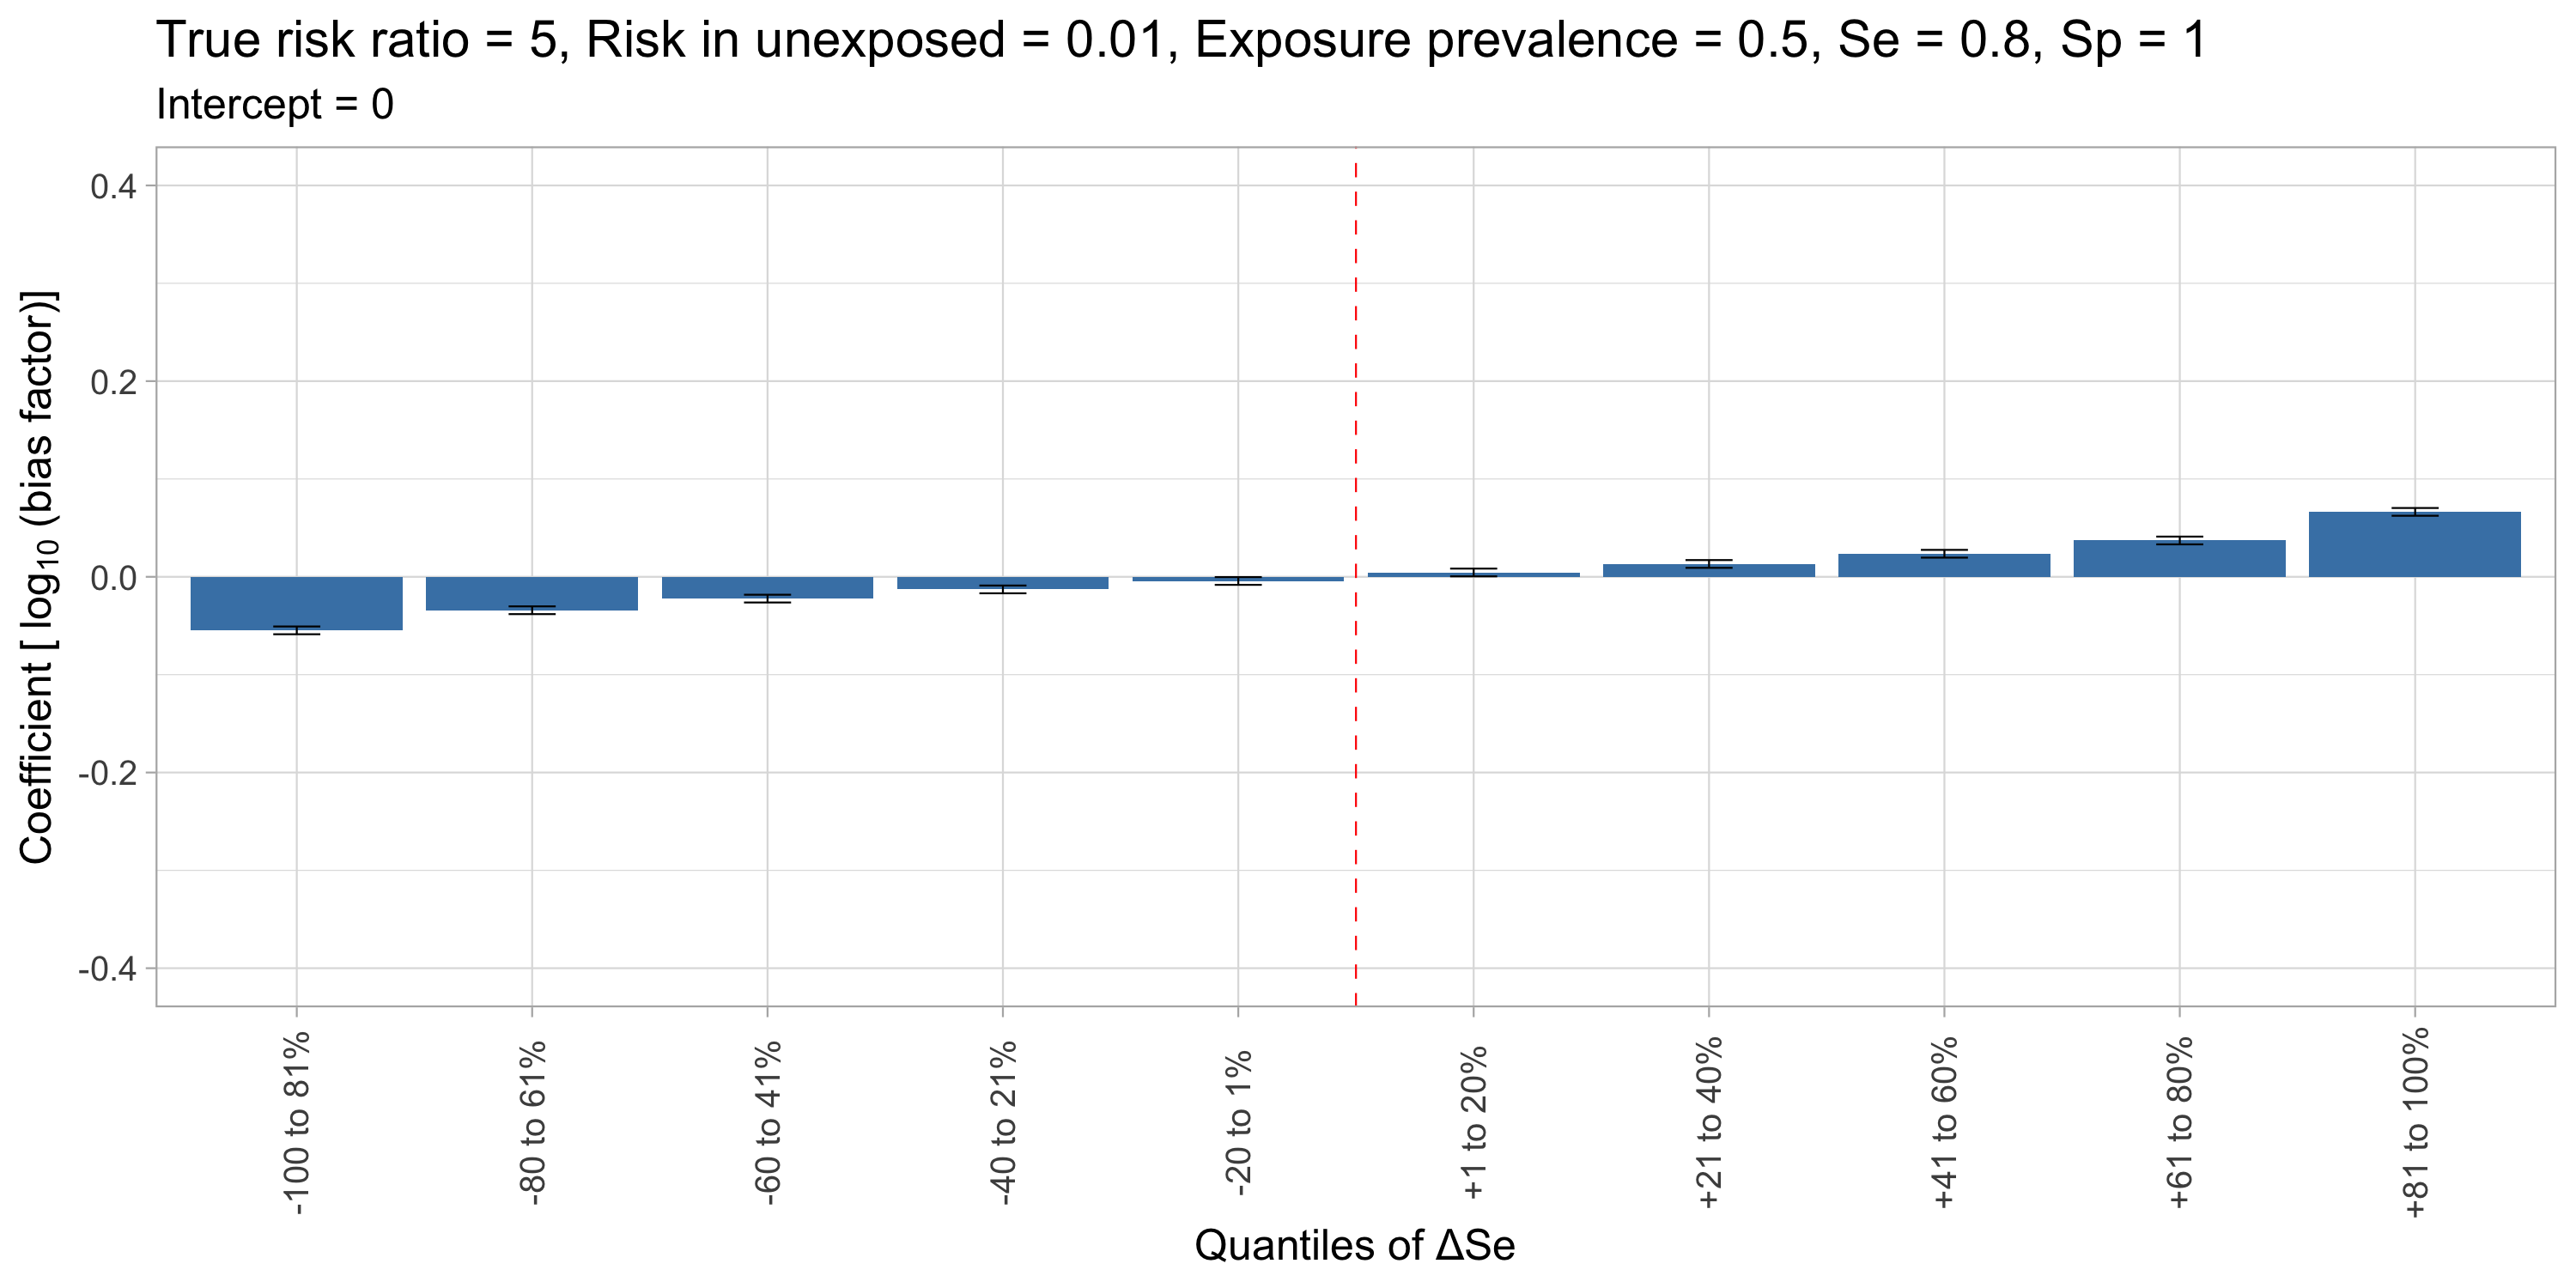 True risk ratio = 5, Risk in unexposed = 0.01, Exposure prevalence = 0.5, Se = 0.8, Sp = 1
Intercept = 0
Coefficient [ log₁₀ (bias factor)]
0.4
0.2
0.0
-0.2
-0.4
-100 to 81%
-80 to 61%
-60 to 41%
-40 to 21%
-20 to 1%
+1 to 20%
+21 to 40%
+41 to 60%
+61 to 80%
+81 to 100%
Quantiles of ΔSe